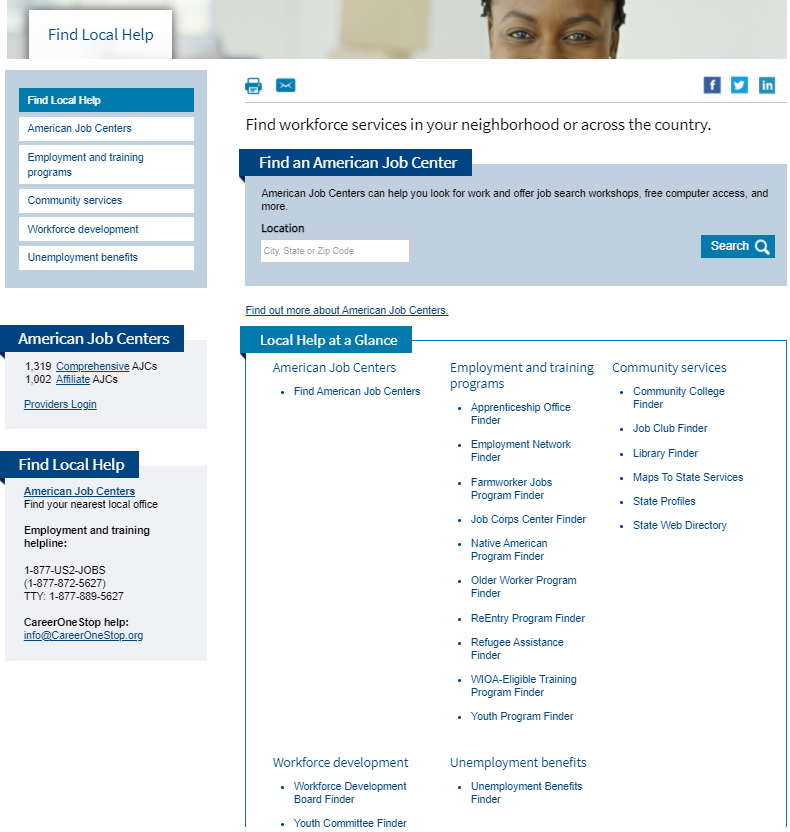 Find Local Help
Find Local Help
American Job Centers
Employment and training
programs
Community services
Workforce development
Unemployment benefits
American Job Centers
1,319 Comprehensive AJCs
1,002 Affiliate AJCs
Providers Login
Find Local Help
American Job Centers
Find your nearest local office
Employment and training
helpline:
1-877-US2-JOBS
(1-877-872-5627)
TTY: 1-877-889-5627
CareerOneStop help:
info@CareerOneStop.org
f
in
Find workforce services in your neighborhood or across the country.
Find an American Job Center
American Job Centers can help you look for work and offer job search workshops, free computer access, and
more.
Location
City, State or Zip Code
Search
Find out more about American Job Centers.
Local Help at a Glance
American Job Centers
Find American Job Centers
Employment and training
programs
Apprenticeship Office
Finder
Employment Network
Finder
Farmworker Jobs
Program Finder
Job Corps Center Finder
Native American
Program Finder
Older Worker Program
Finder
ReEntry Program Finder
Refugee Assistance
Finder
WIOA-Eligible Training
Program Finder
Youth Program Finder
Community services
Community College
Finder
Job Club Finder
Library Finder
Maps To State Services
State Profiles
State Web Directory
Workforce development
Workforce Development
Board Finder
Youth Committee Finder
Unemployment benefits
Unemployment Benefits
Finder